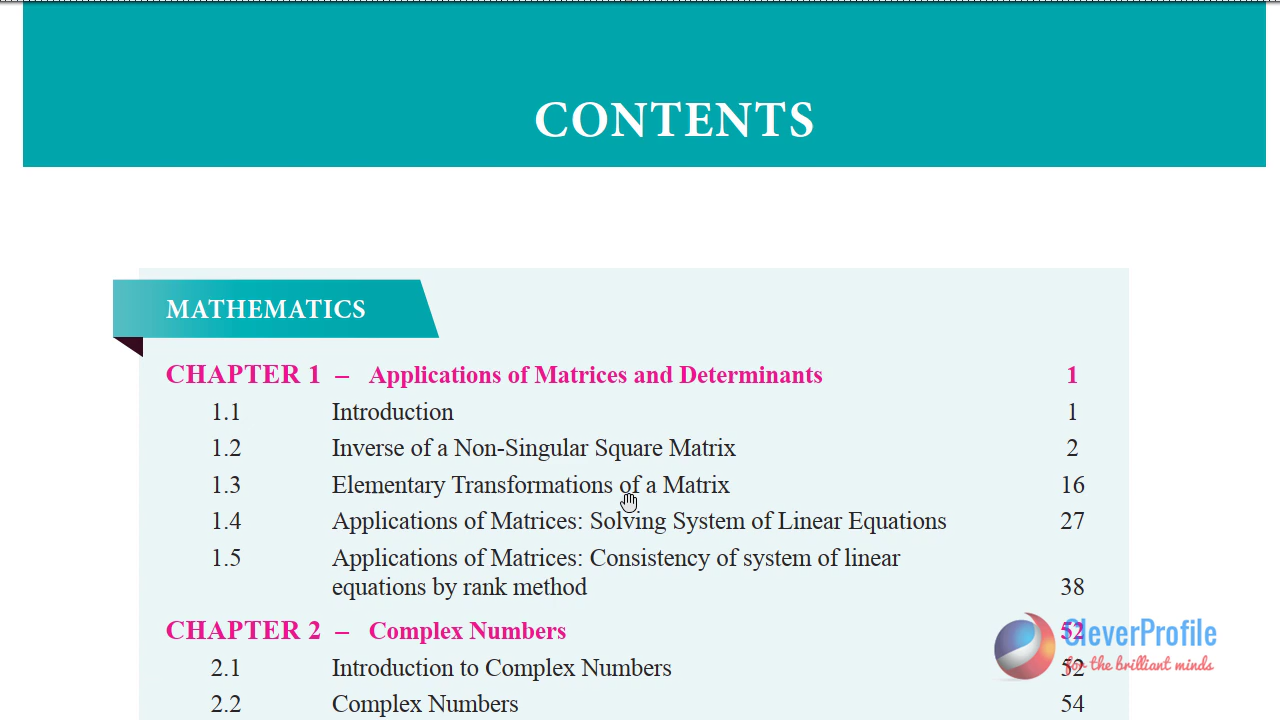 CONTENTS
MATHEMATICS
CHAPTER 1 – Applications of Matrices and Determinants 1
1.1 Introduction 1
1.2 Inverse of a Non-Singular Square Matrix 2
1.3 Elementary Transformations of a Matrix 16
1.4 Applications of Matrices: Solving System of Linear Equations 27
1.5 Applications of Matrices: Consistency of system of linear
equations by rank method 38
CHAPTER 2 – Complex Numbers 52
2.1 Introduction to Complex Numbers 52
2.2 Complex Numbers 54
CleverProfile
for the brilliant minds